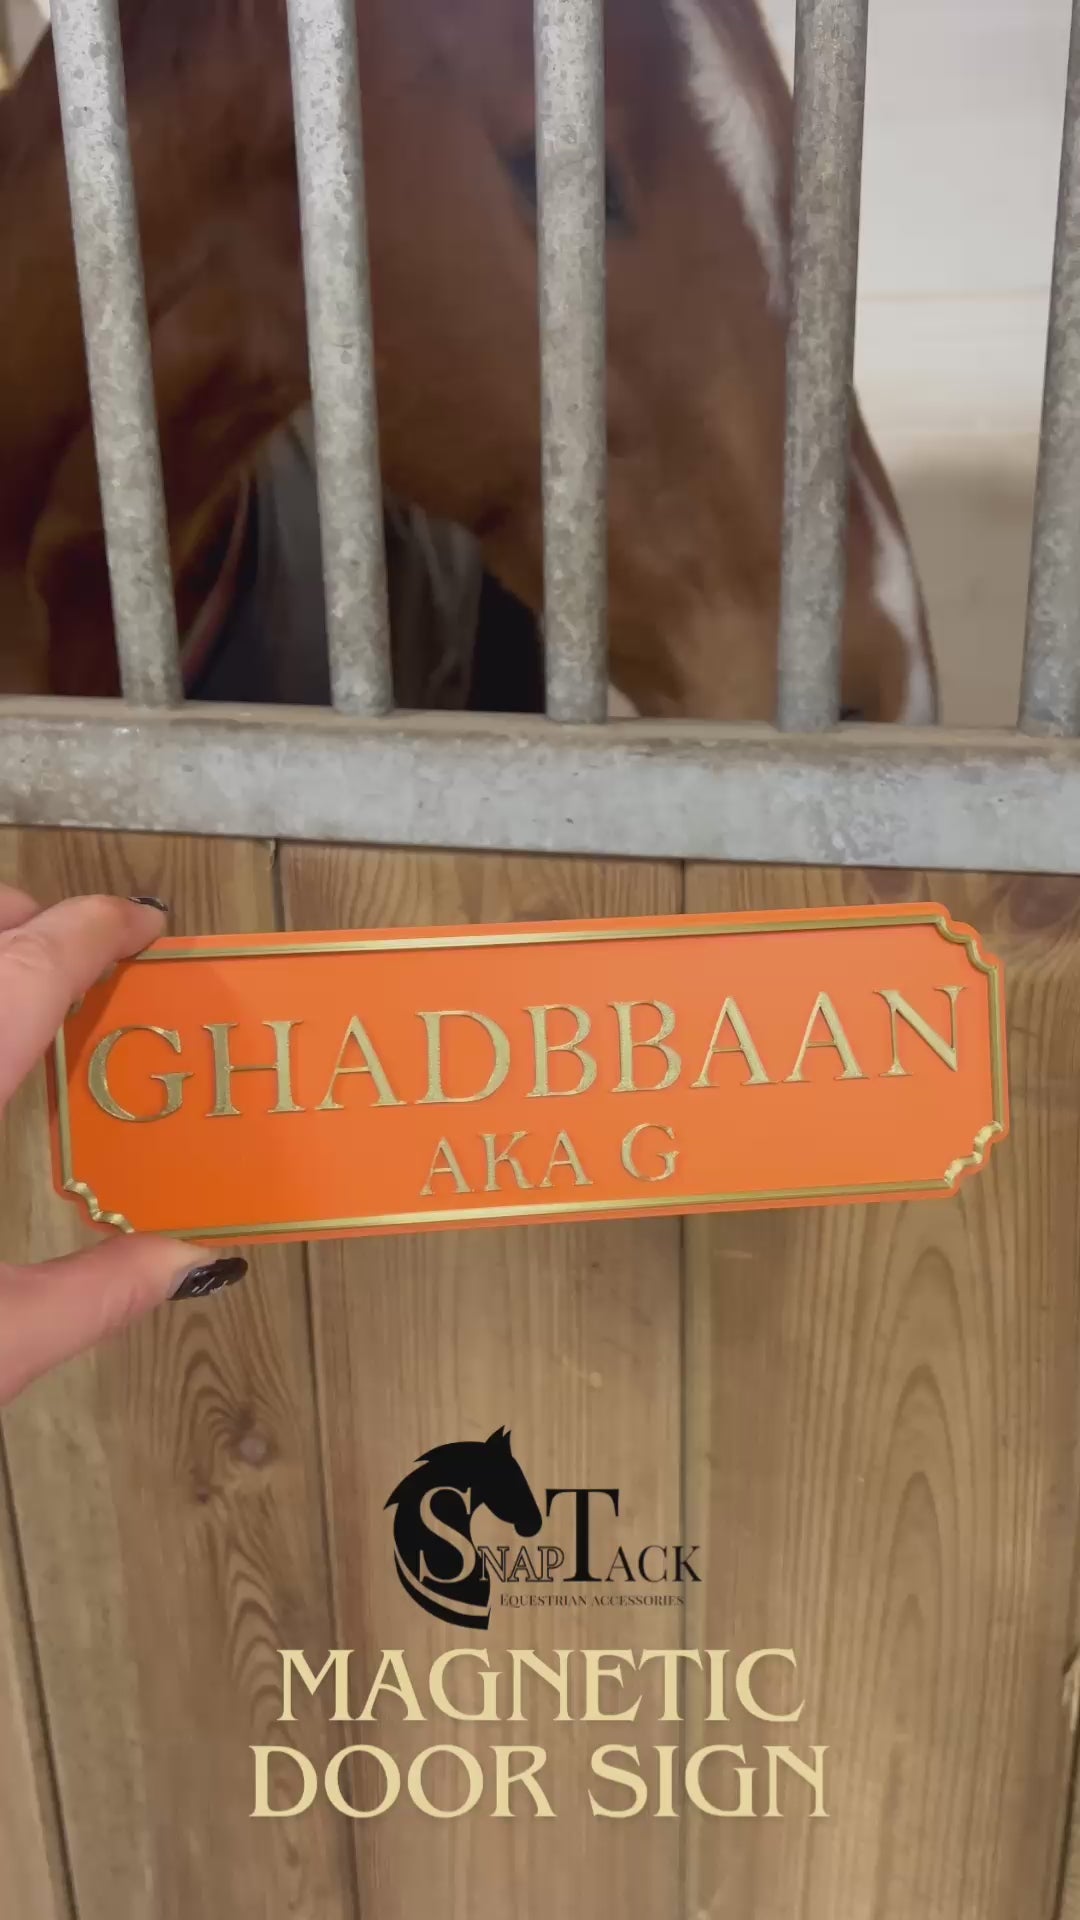 GHADBBAAN
AKA G
SNAPTACK
EQUESTRIAN ACCESSORIES
MAGNETIC
DOOR SIGN